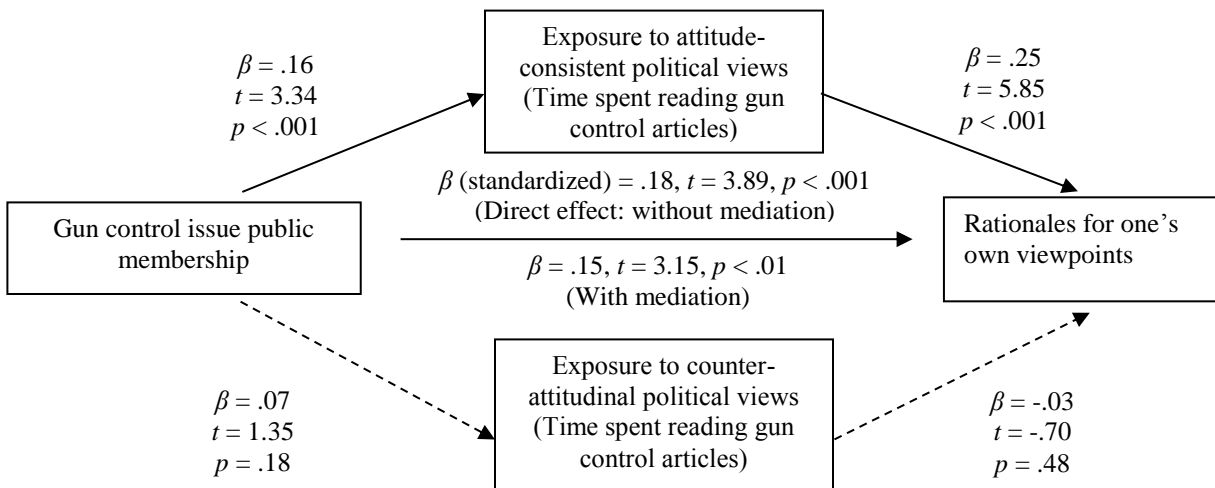 Exposure to attitude-
consistent political views
(Time spent reading gun
control articles)
β = .16
t = 3.34
p < .001
β = .25
t = 5.85
p < .001
β (standardized) = .18, t = 3.89, p < .001
(Direct effect: without mediation)
Gun control issue public
membership
Rationales for one’s
own viewpoints
β = .15, t = 3.15, p < .01
(With mediation)
Exposure to counter-
attitudinal political views
(Time spent reading gun
control articles)
β = .07
t = 1.35
p = .18
β = -.03
t = -.70
p = .48